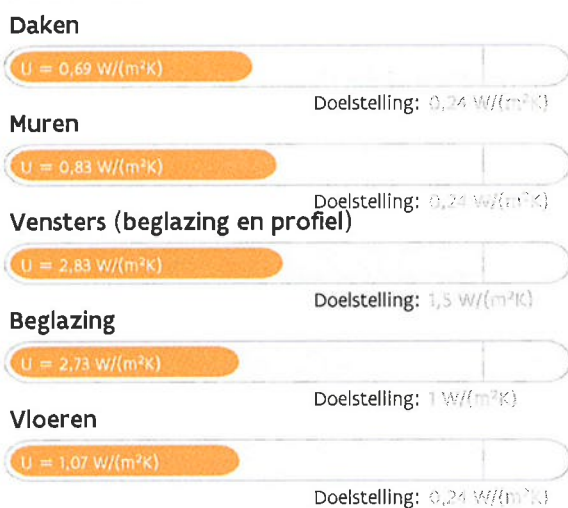 Daken
U = 0,69 W/(m²K)
Doelstelling: 0,24 W/(m²K)
Muren
U = 0,83 W/(m²K)
Doelstelling: 0,24 W/(m²K)
Vensters (beglazing en profiel)
U = 2,83 W/(m²K)
Doelstelling: 1,5 W/(m²K)
Beglazing
U = 2,73 W/(m²K)
Doelstelling: 1 W/(m²K)
Vloeren
U = 1,07 W/(m²K)
Doelstelling: 0,24 W/(m²K)